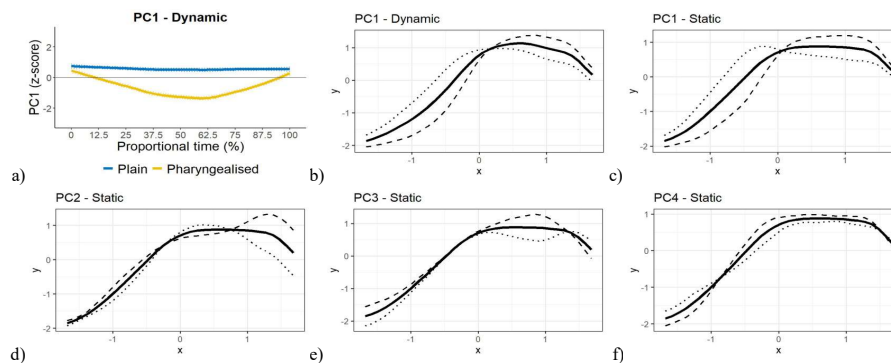 PC1 - Dynamic
PC1 (z-score)
2
0
-2
0 12.5 25 37.5 50 62.5 75 87.5 100
Proportional time (%)
Plain Pharyngealised
a)
PC1 - Dynamic
y
1
0
-1
-2
-1 0 1
x
b)
PC1 - Static
y
1
0
-1
-2
-1 0 1
x
c)
PC2 - Static
y
1
0
-1
-2
-1 0 1
x
d)
PC3 - Static
y
1
0
-1
-2
-1 0 1
x
e)
PC4 - Static
y
1
0
-1
-2
-1 0 1
x
f)